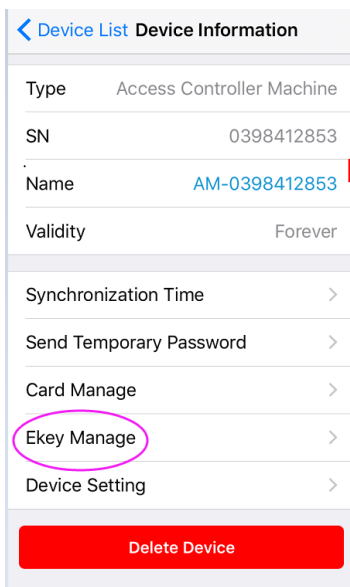 Device List Device Information
Type Access Controller Machine
SN 0398412853
Name AM-0398412853
Validity Forever
Synchronization Time
Send Temporary Password
Card Manage
Ekey Manage
Device Setting
Delete Device